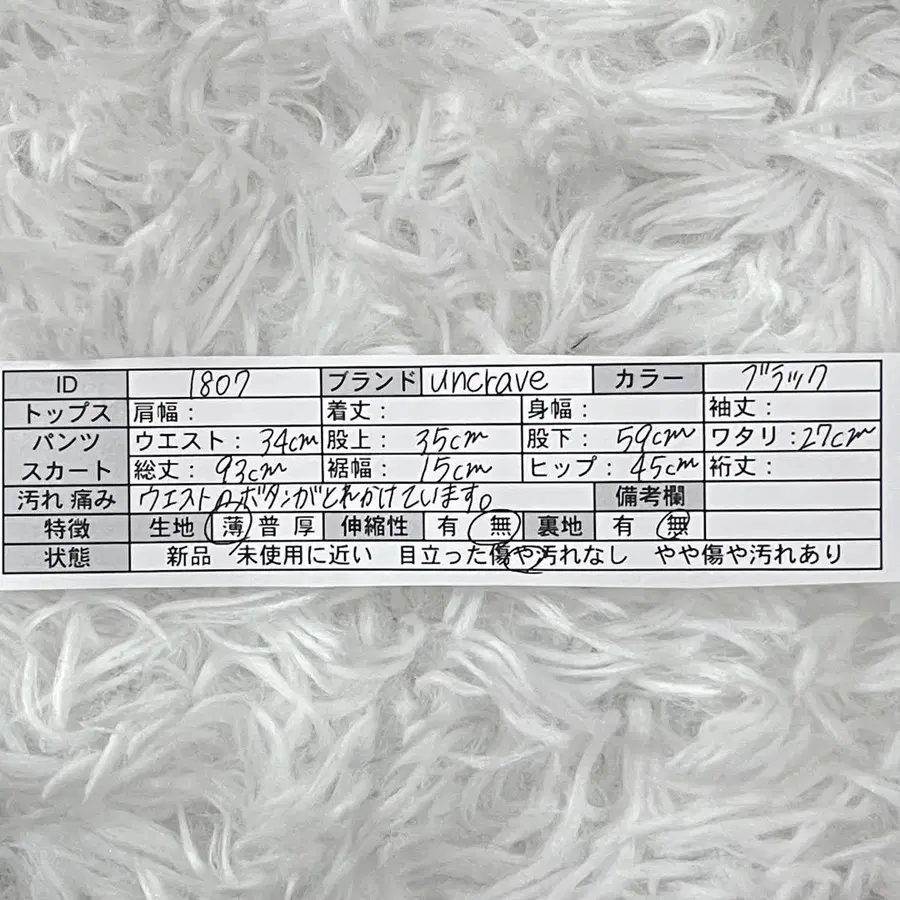 ID 1807 ブランド uncrave カラー ブラック
トップス 肩幅： 着丈： 身幅： 袖丈：
パンツ ウエスト： 34cm 股上： 35cm 股下： 59cm ワタリ：27cm
スカート 総丈：93cm 裾幅： 15cm ヒップ：45cm 裄丈：
汚れ 痛み ウエストのボタンがとれかけています。 備考欄
特徴 生地 薄 普 厚 伸縮性 有 無 裏地 有 無
状態 新品 未使用に近い 目立った傷や汚れなし やや傷や汚れあり